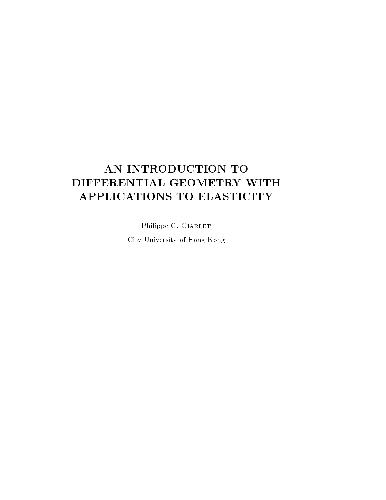 AN INTRODUCTION TO
DIFFERENTIAL GEOMETRY WITH
APPLICATIONS TO ELASTICITY
Philippe G. CIARLET
City University of Hong Kong